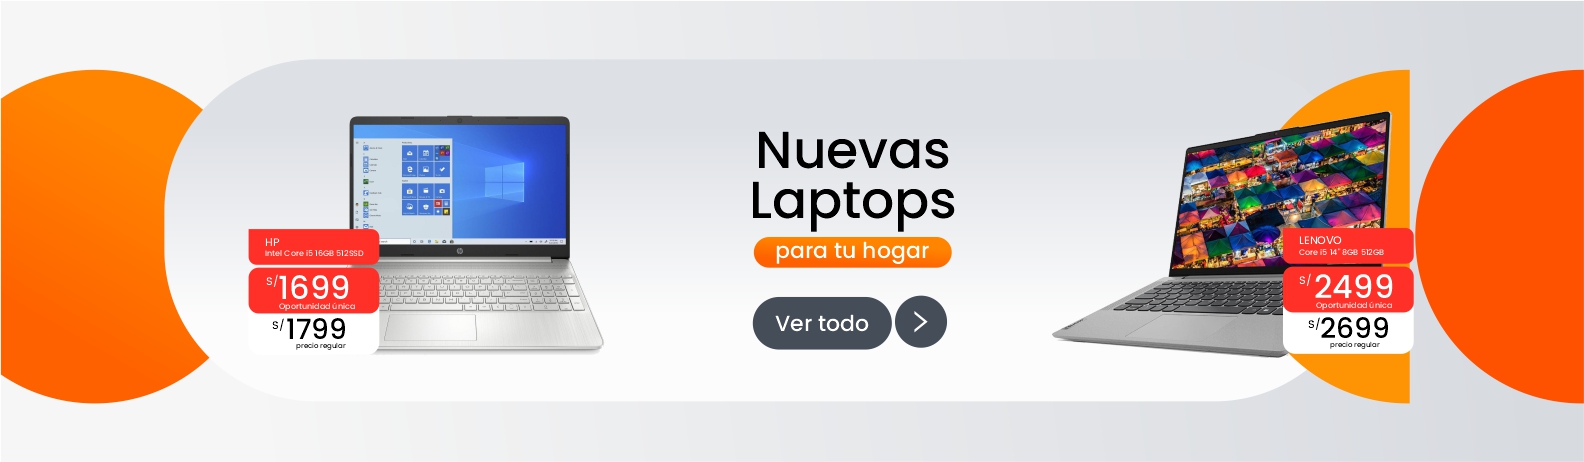 Nuevas
Laptops
para tu hogar
Ver todo
HP
Intel Core i5 16GB 512SSD
S/1699
Oportunidad única
S/1799
precio regular
LENOVO
Core I5 14" 8GB 512GB
S/2499
Oportunidad única
S/2699
precio regular